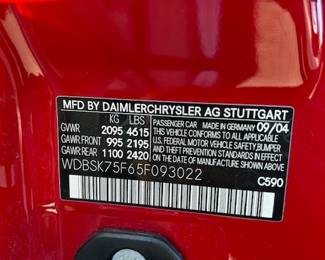 MFD BY DAIMLERCHRYSLER AG STUTTGART
KG LBS
GVWR 2095 4615
GAWR FRONT 995 2195
GAWR REAR 1100 2420
PASSENGER CAR MADE IN GERMANY 09/04
THIS VEHICLE CONFORMS TO ALL APPLICABLE
U.S. FEDERAL MOTOR VEHICLE SAFETY, BUMPER,
AND THEFT PREVENTION STANDARDS IN EFFECT
ON THE DATE OF MANUFACTURE SHOWN ABOVE.
WDBSK75F65F093022
C590